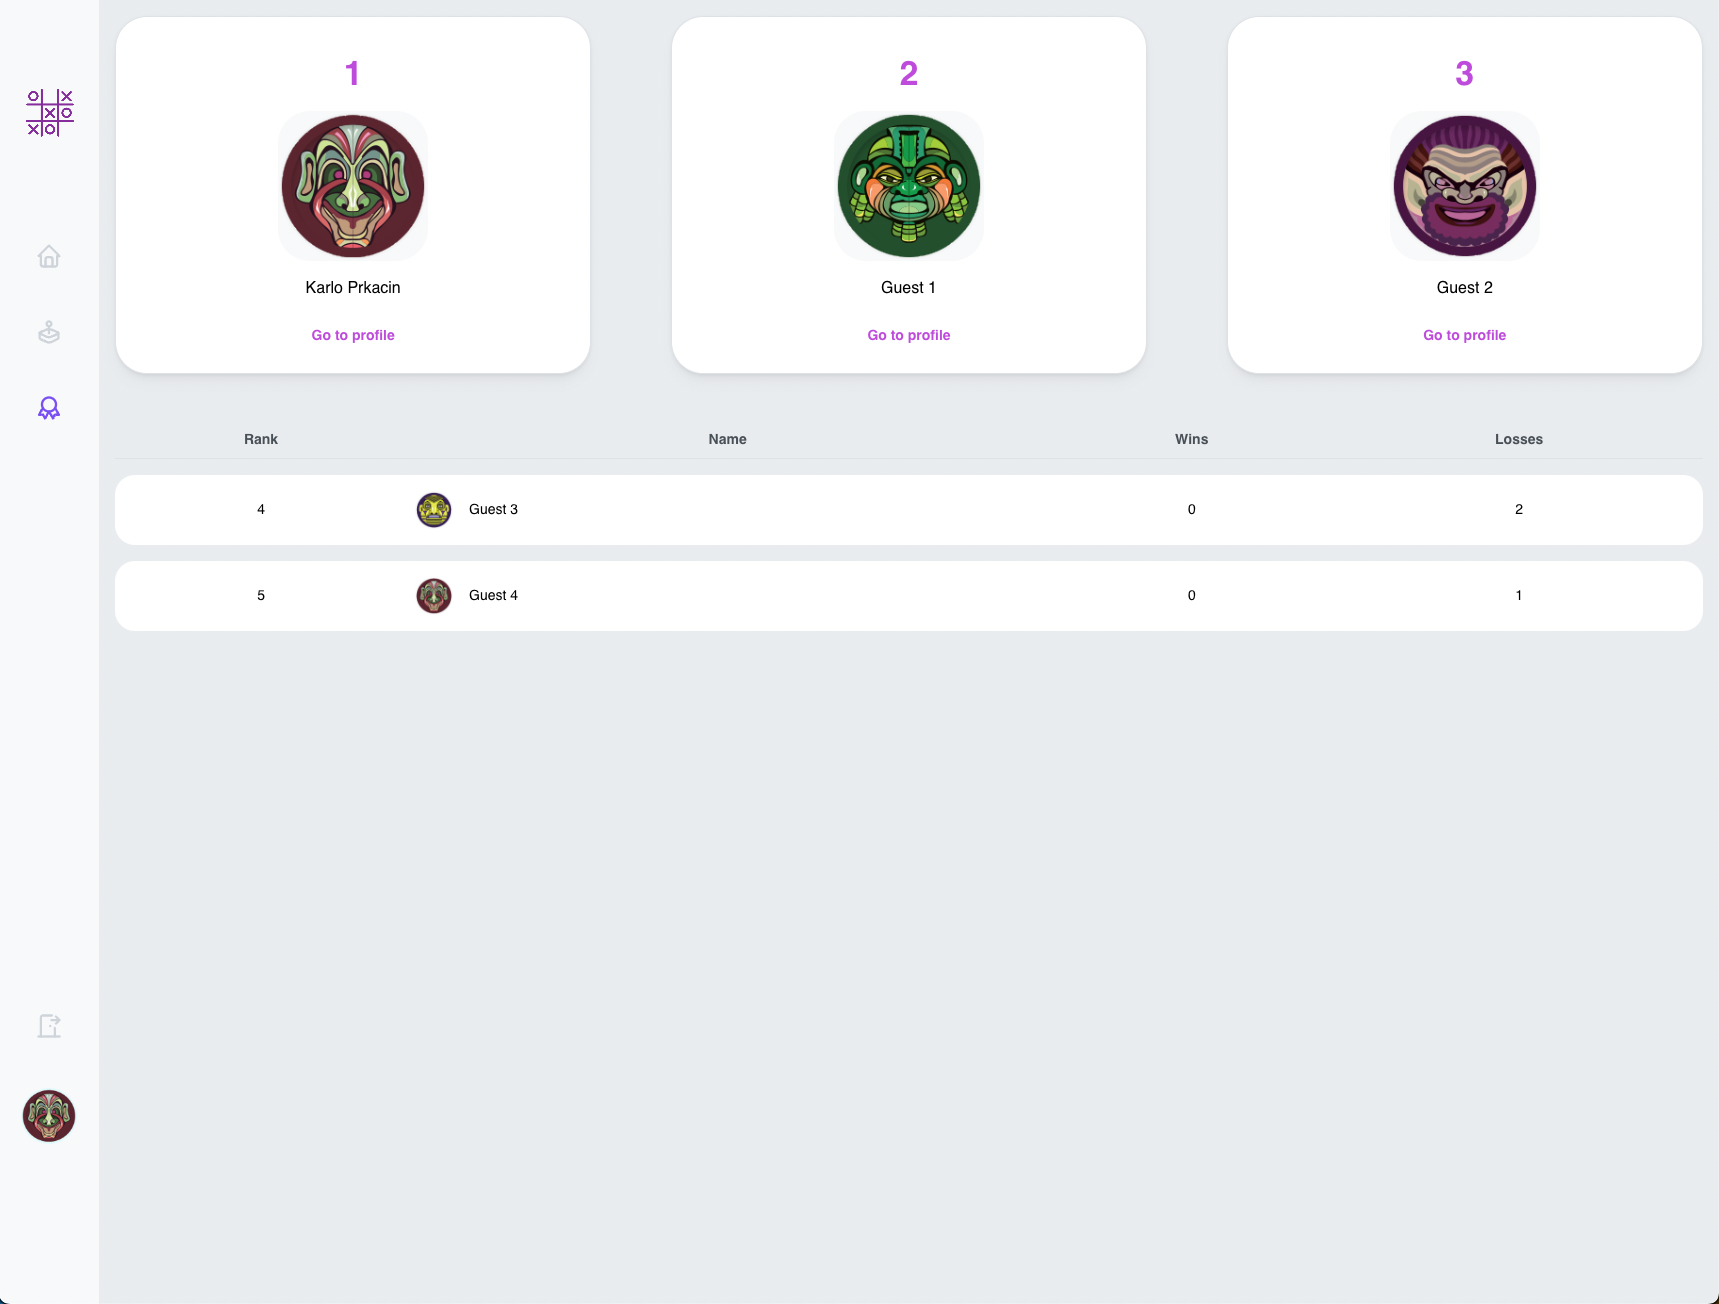 1
2
3
Karlo Prkacin
Guest 1
Guest 2
Go to profile
Go to profile
Go to profile
Rank Name Wins Losses
4 Guest 3 0 2
5 Guest 4 0 1